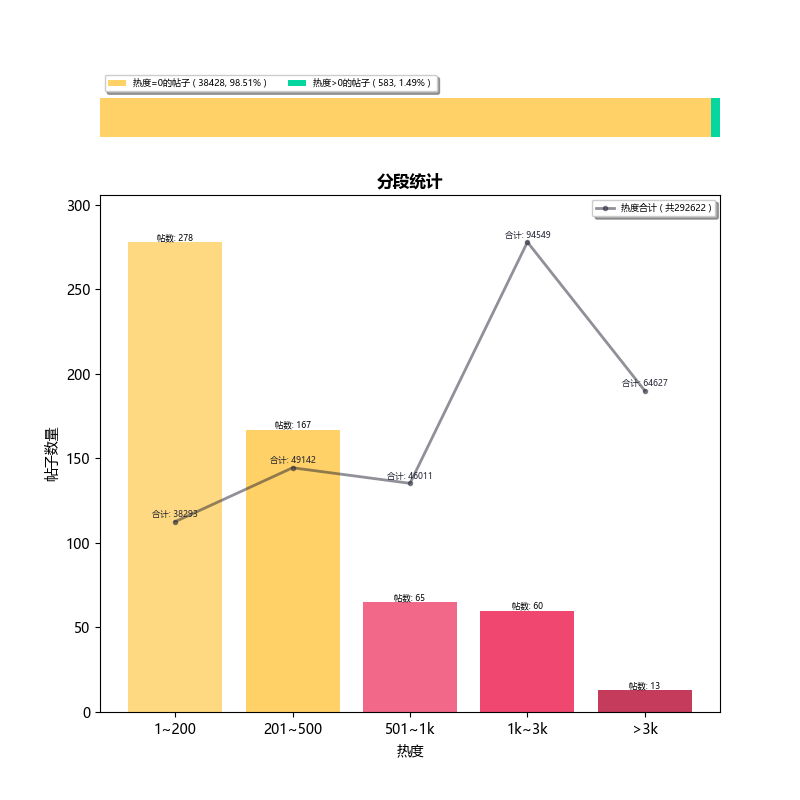 热度=0的帖子 ( 38428, 98.51% ) 热度>0的帖子 ( 583, 1.49% )
分段统计
热度合计 ( 共292622 )
300
250
200
150
100
50
0
帖子数量
帖数: 278
合计: 94549
帖数: 167
合计: 64627
合计: 49142
合计: 46011
合计: 38293
帖数: 65
帖数: 60
帖数: 13
1~200 201~500 501~1k 1k~3k >3k
热度